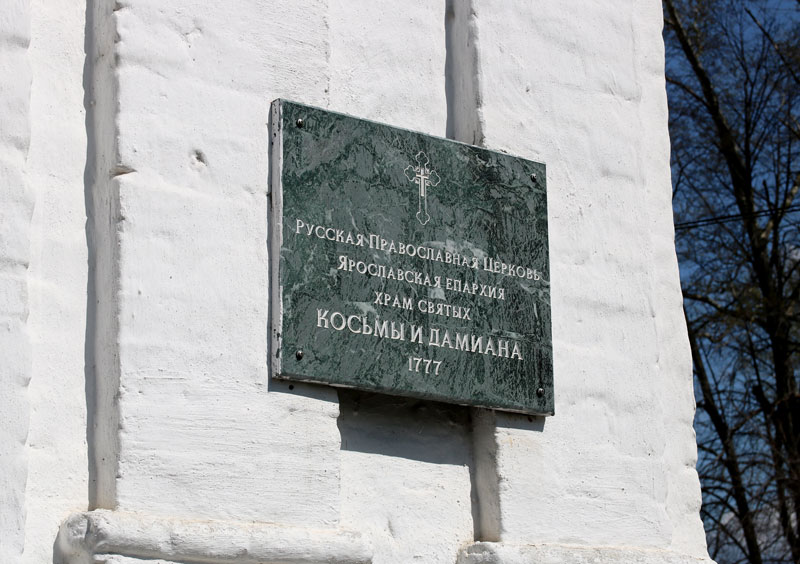 Русская Православная Церковь
Ярославская епархия
храм святых
Косьмы и Дамиана
1777